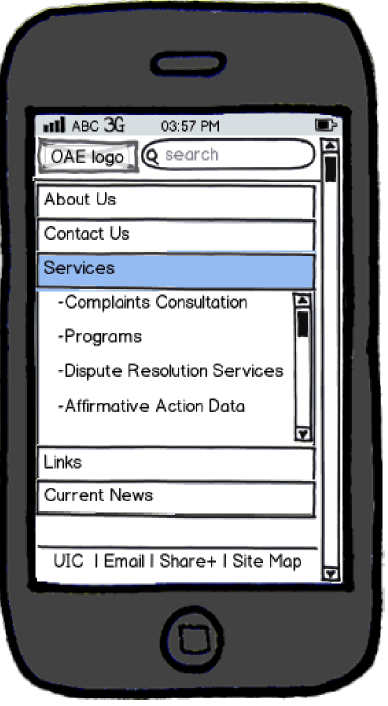 ABC 3G 03:57 PM
OAE logo search
About Us
Contact Us
Services
-Complaints Consultation
-Programs
-Dispute Resolution Services
-Affirmative Action Data
Links
Current News
UIC | Email | Share+ | Site Map